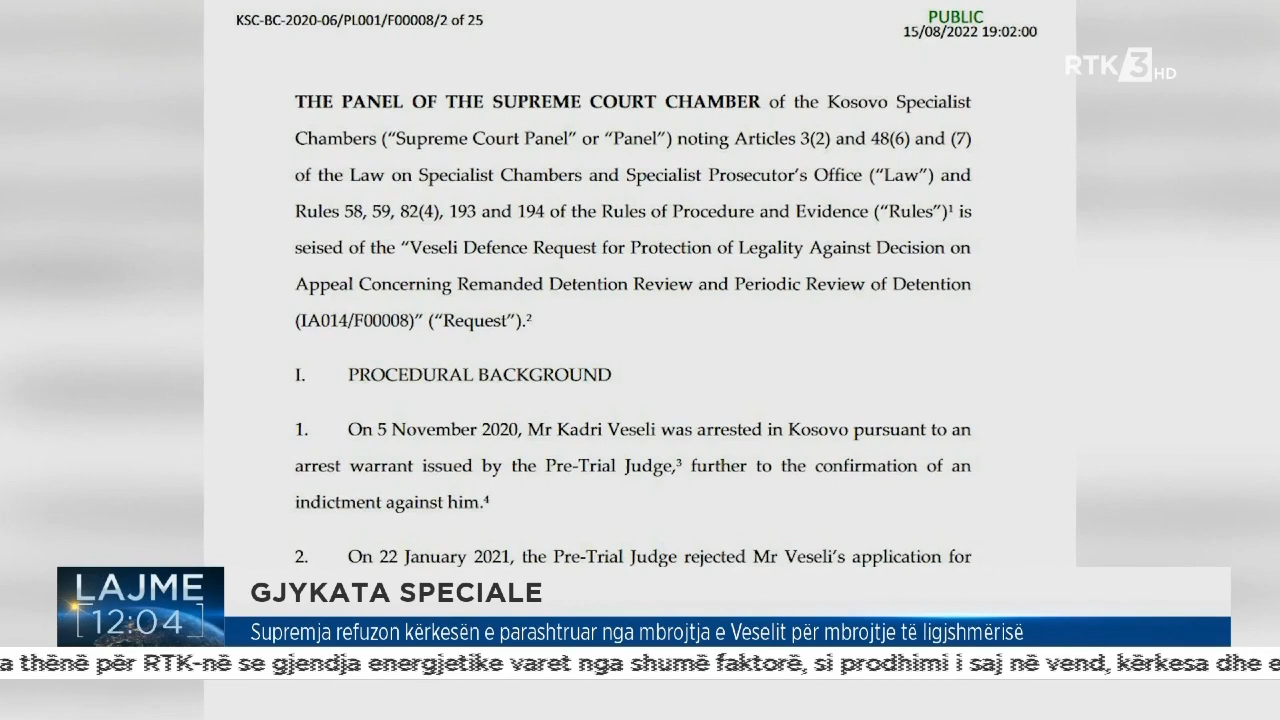 KSC-BC-2020-06/PL001/F00008/2 of 25
PUBLIC
15/08/2022 19:02:00
RTK 3 HD
THE PANEL OF THE SUPREME COURT CHAMBER of the Kosovo Specialist
Chambers (“Supreme Court Panel” or “Panel”) noting Articles 3(2) and 48(6) and (7)
of the Law on Specialist Chambers and Specialist Prosecutor’s Office (“Law”) and
Rules 58, 59, 82(4), 193 and 194 of the Rules of Procedure and Evidence (“Rules”)¹ is
seised of the “Veseli Defence Request for Protection of Legality Against Decision on
Appeal Concerning Remanded Detention Review and Periodic Review of Detention
(IA014/F00008)” (“Request”).²
I. PROCEDURAL BACKGROUND
1. On 5 November 2020, Mr Kadri Veseli was arrested in Kosovo pursuant to an
arrest warrant issued by the Pre-Trial Judge,³ further to the confirmation of an
indictment against him.⁴
2. On 22 January 2021, the Pre-Trial Judge rejected Mr Veseli’s application for
LAJME
12:04
GJYKATA SPECIALE
Supremja refuzon kërkesën e parashtruar nga mbrojtja e Veselit për mbrojtje të ligjshmërisë
a thënë për RTK-në se gjendja energjetike varet nga shumë faktorë, si prodhimi i saj në vend, kërkesa dhe e